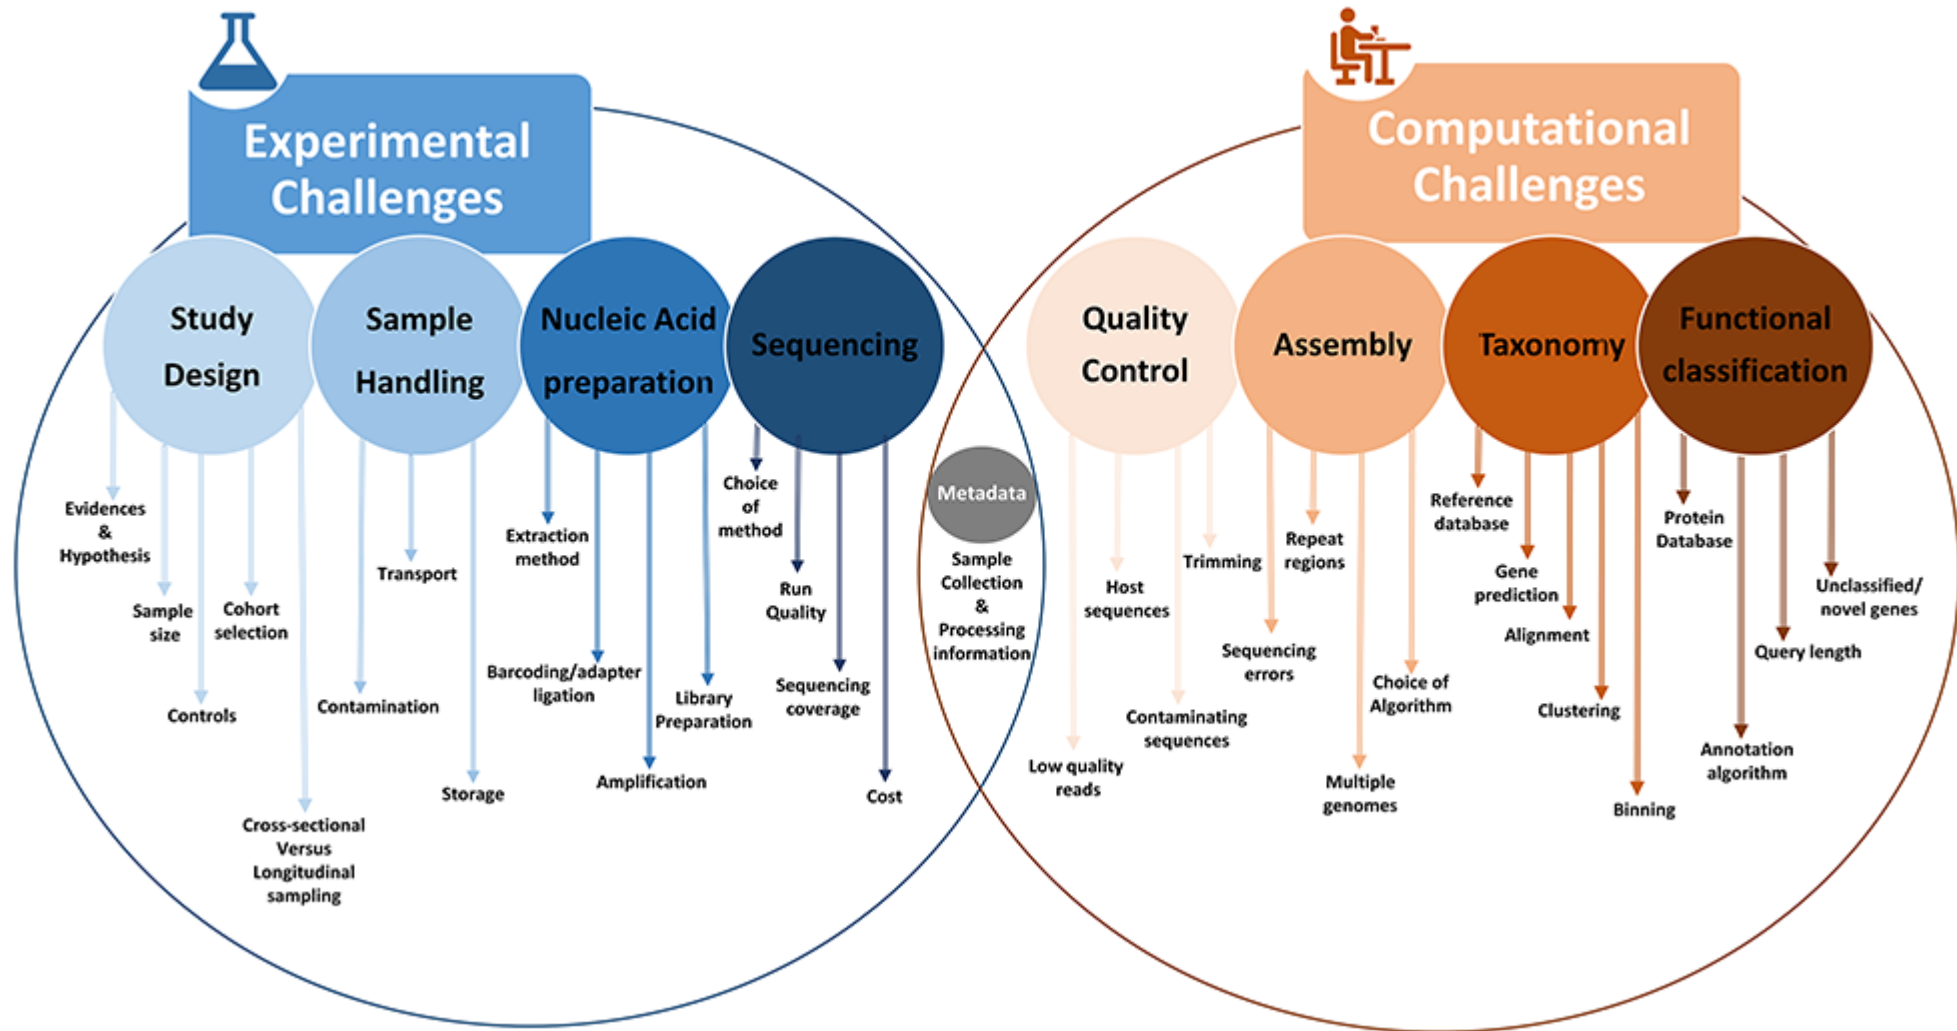 Experimental
Challenges
Computational
Challenges
Study
Design
Sample
Handling
Nucleic Acid
preparation
Sequencing
Quality
Control
Assembly
Taxonomy
Functional
classification
Evidences
&
Hypothesis
Sample
size
Controls
Cohort
selection
Cross-sectional
Versus
Longitudinal
sampling
Contamination
Transport
Storage
Extraction
method
Barcoding/adapter
ligation
Amplification
Library
Preparation
Choice
of
method
Run
Quality
Sequencing
coverage
Cost
Metadata
Sample
Collection
&
Processing
information
Low quality
reads
Host
sequences
Contaminating
sequences
Trimming
Sequencing
errors
Repeat
regions
Multiple
genomes
Choice of
Algorithm
Reference
database
Gene
prediction
Alignment
Clustering
Binning
Protein
Database
Annotation
algorithm
Query length
Unclassified/
novel genes